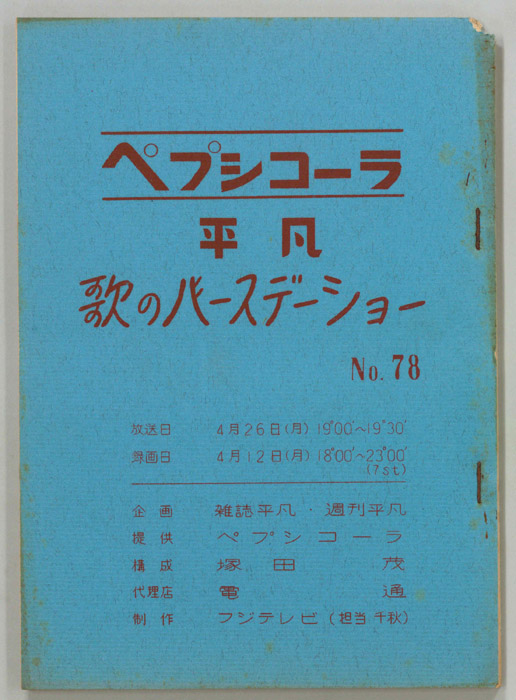 ペプシコーラ
平凡
歌のバースデーショー
No. 78
放送日 4月26日(月) 19°00'~19°30'
録画日 4月12日(月) 18°00'~23°00'
(7st)
企画 雑誌平凡・週刊平凡
提供 ペプシコーラ
構成 塚田茂
代理店 電通
制作 フジテレビ(担当 千秋)